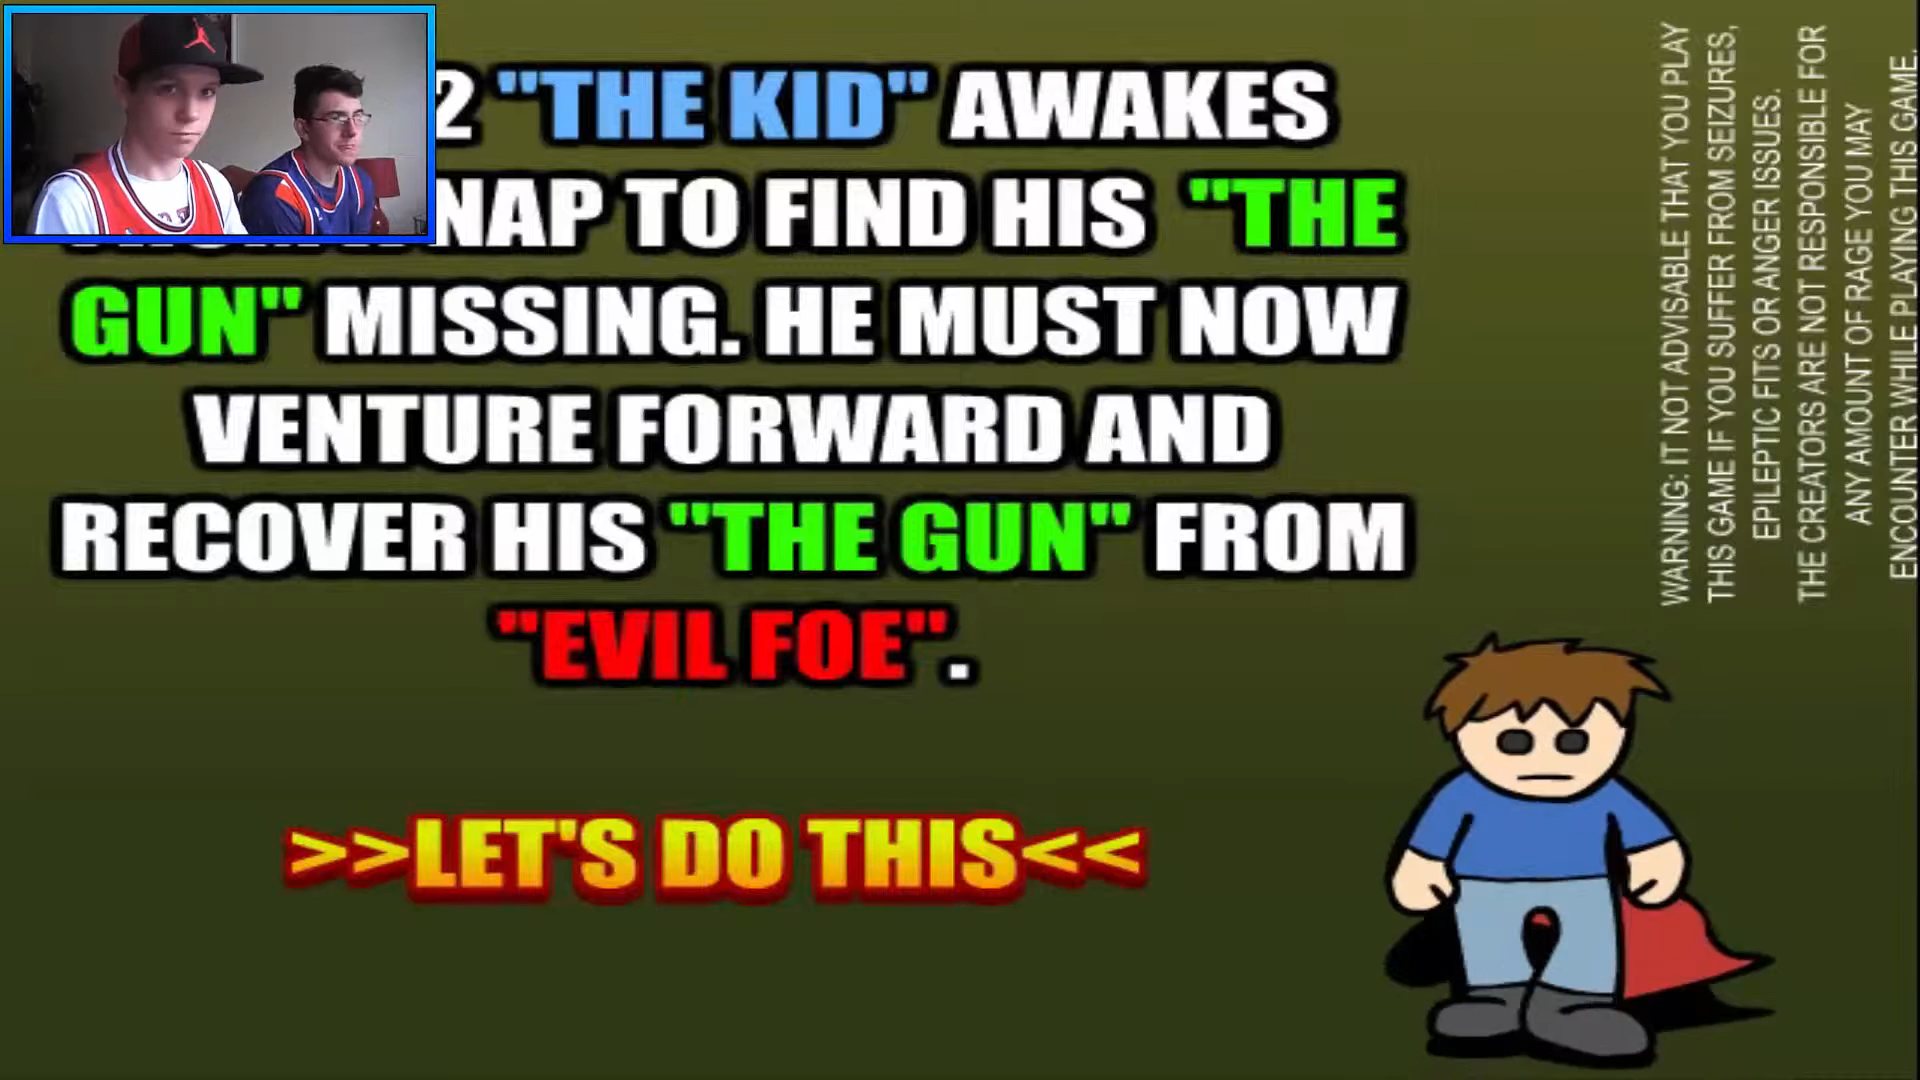 2 "THE KID" AWAKES
NAP TO FIND HIS "THE
GUN" MISSING. HE MUST NOW
VENTURE FORWARD AND
RECOVER HIS "THE GUN" FROM
"EVIL FOE".
>>LET'S DO THIS<<
WARNING: IT NOT ADVISABLE THAT YOU PLAY
THIS GAME IF YOU SUFFER FROM SEIZURES,
EPILEPTIC FITS OR ANGER ISSUES.
THE CREATORS ARE NOT RESPONSIBLE FOR
ANY AMOUNT OF RAGE YOU MAY
ENCOUNTER WHILE PLAYING THIS GAME.